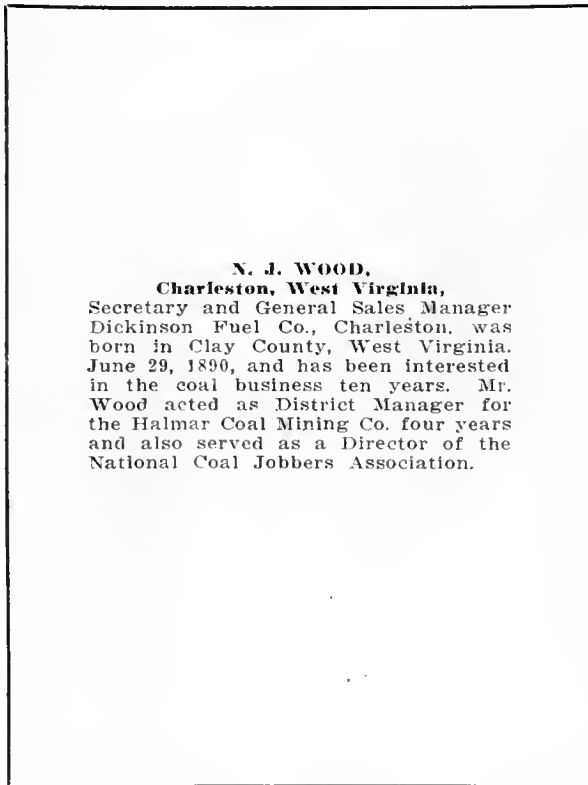 N. J. WOOD,
Charleston, West Virginia,
Secretary and General Sales Manager
Dickinson Fuel Co., Charleston, was
born in Clay County, West Virginia.
June 29, 1890, and has been interested
in the coal business ten years. Mr.
Wood acted as District Manager for
the Halmar Coal Mining Co. four years
and also served as a Director of the
National Coal Jobbers Association.